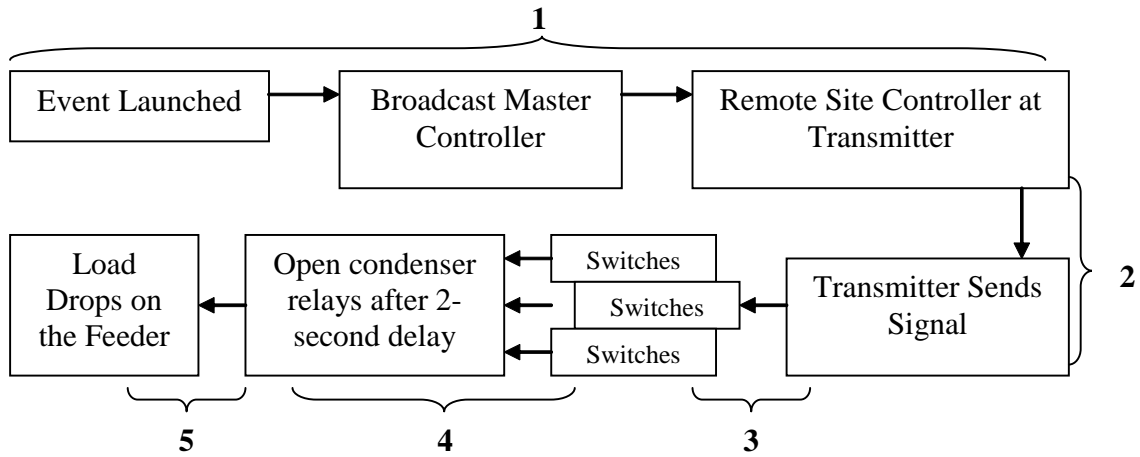 1
Event Launched
Broadcast Master
Controller
Remote Site Controller at
Transmitter
2
Transmitter Sends
Signal
Switches
Switches
Switches
Open condenser
relays after 2-
second delay
Load
Drops on
the Feeder
5
4
3